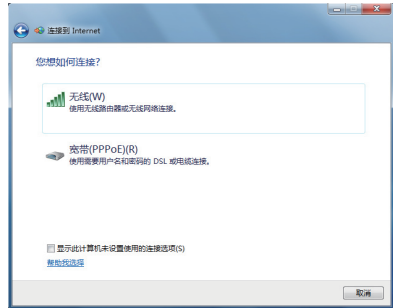 连接到 Internet
您想如何连接？
无线(W)
使用无线路由器或无线网络连接。
宽带(PPPoE)(R)
使用需要用户名和密码的 DSL 或电缆连接。
显示此计算机未设置使用的连接选项(S)
帮助我选择
取消